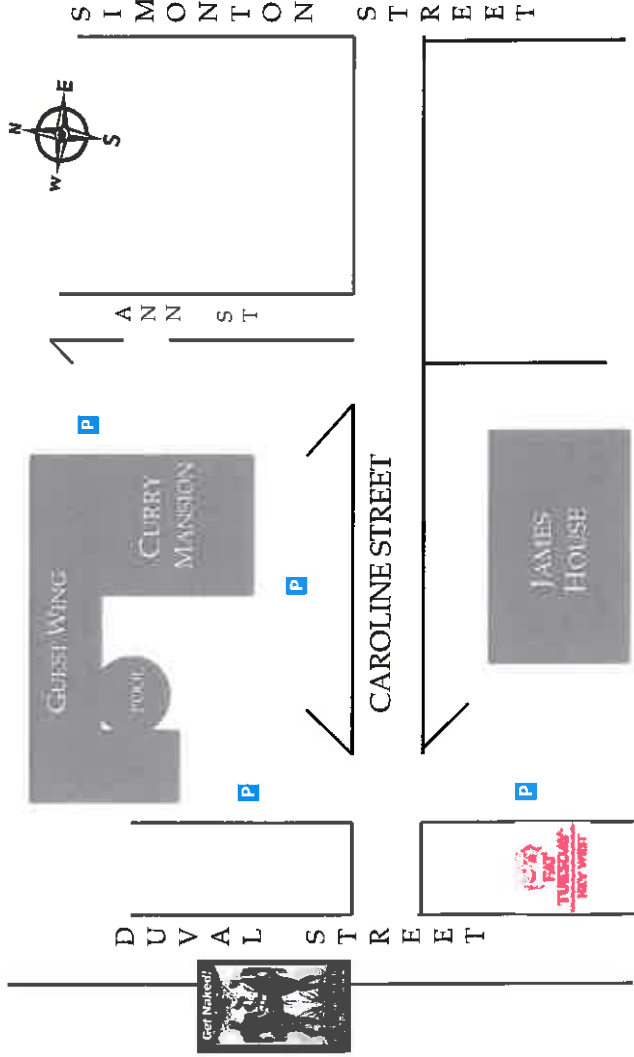 SIMONTON STREET
N
E
S
W
ANN ST
P
GUEST WING
CURRY
MANSION
POOL
P
CAROLINE STREET
JAMES
HOUSE
P
P
DUVAL STREET
FAT
TUESDAY
KEY WEST
Get Naked!